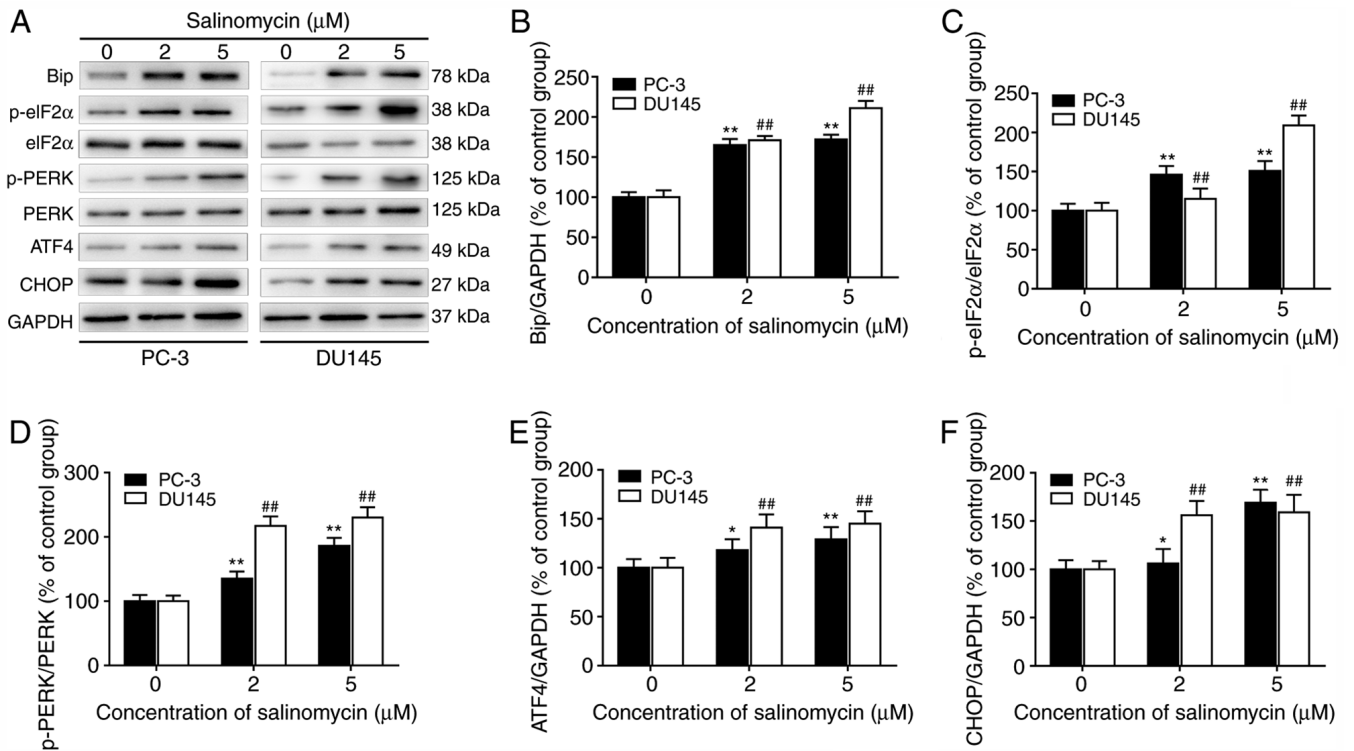 A
Salinomycin (μM)
0 2 5 0 2 5
Bip 78 kDa
p-eIF2α 38 kDa
eIF2α 38 kDa
p-PERK 125 kDa
PERK 125 kDa
ATF4 49 kDa
CHOP 27 kDa
GAPDH 37 kDa
PC-3 DU145
B
Bip/GAPDH (% of control group)
250
200
150
100
50
0
PC-3
DU145
** ## ** ##
0 2 5
Concentration of salinomycin (μM)
C
p-eIF2α/eIF2α (% of control group)
250
200
150
100
50
0
PC-3
DU145
** ## ** ##
0 2 5
Concentration of salinomycin (μM)
D
p-PERK/PERK (% of control group)
300
200
100
0
PC-3
DU145
** ## ** ##
0 2 5
Concentration of salinomycin (μM)
E
ATF4/GAPDH (% of control group)
200
150
100
50
0
PC-3
DU145
* ## ** ##
0 2 5
Concentration of salinomycin (μM)
F
CHOP/GAPDH (% of control group)
200
150
100
50
0
PC-3
DU145
* ## ** ##
0 2 5
Concentration of salinomycin (μM)